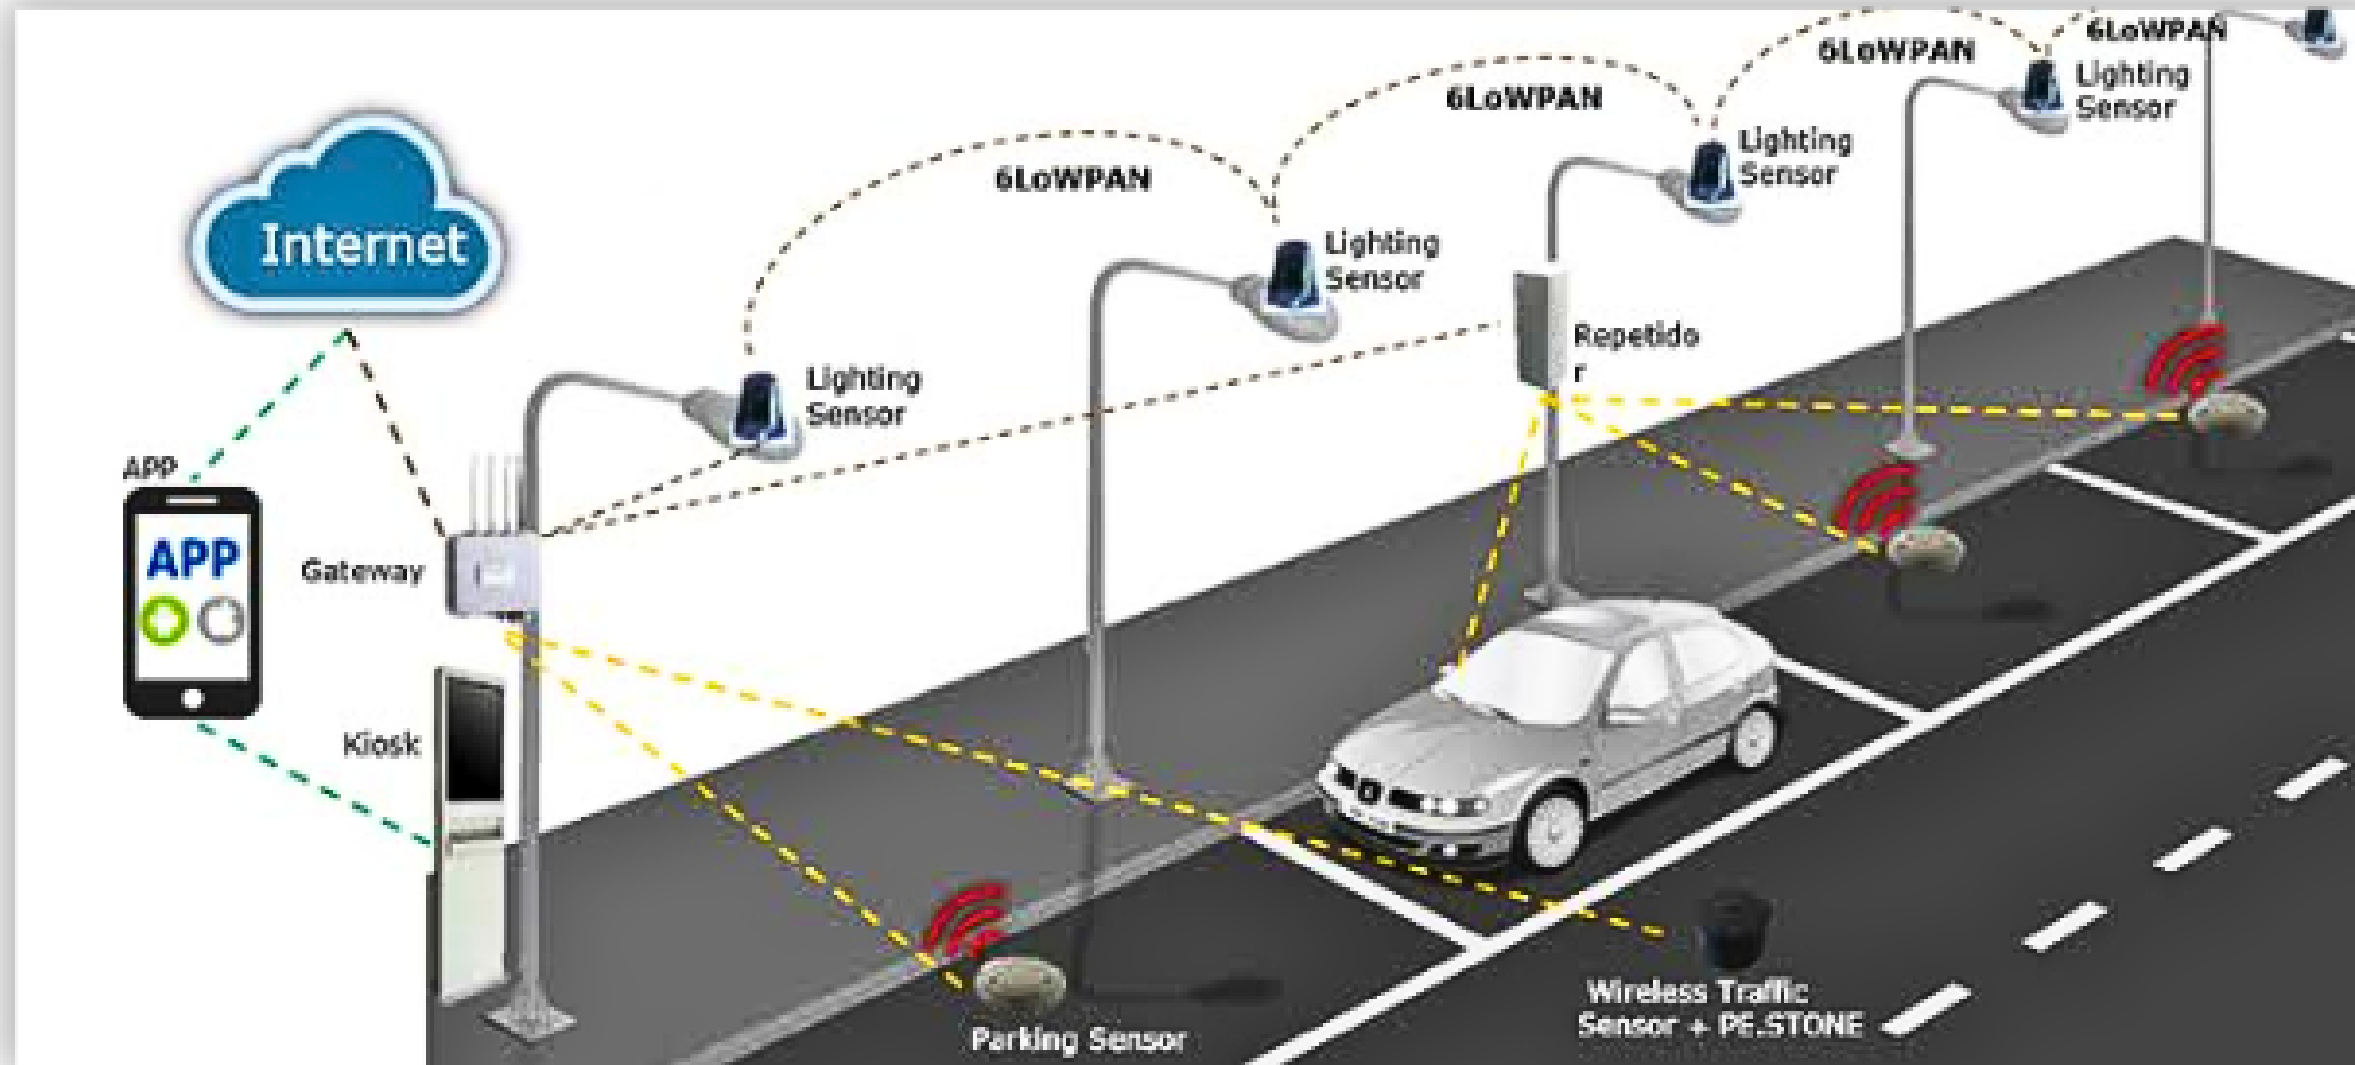 6LoWPAN
6LoWPAN
6LoWPAN
6LoWPAN
Lighting
Sensor
Lighting
Sensor
Lighting
Sensor
Lighting
Sensor
Internet
Repetido
r
Lighting
Sensor
APP
APP
Gateway
Kiosk
Wireless Traffic
Sensor + PE.STONE
Parking Sensor